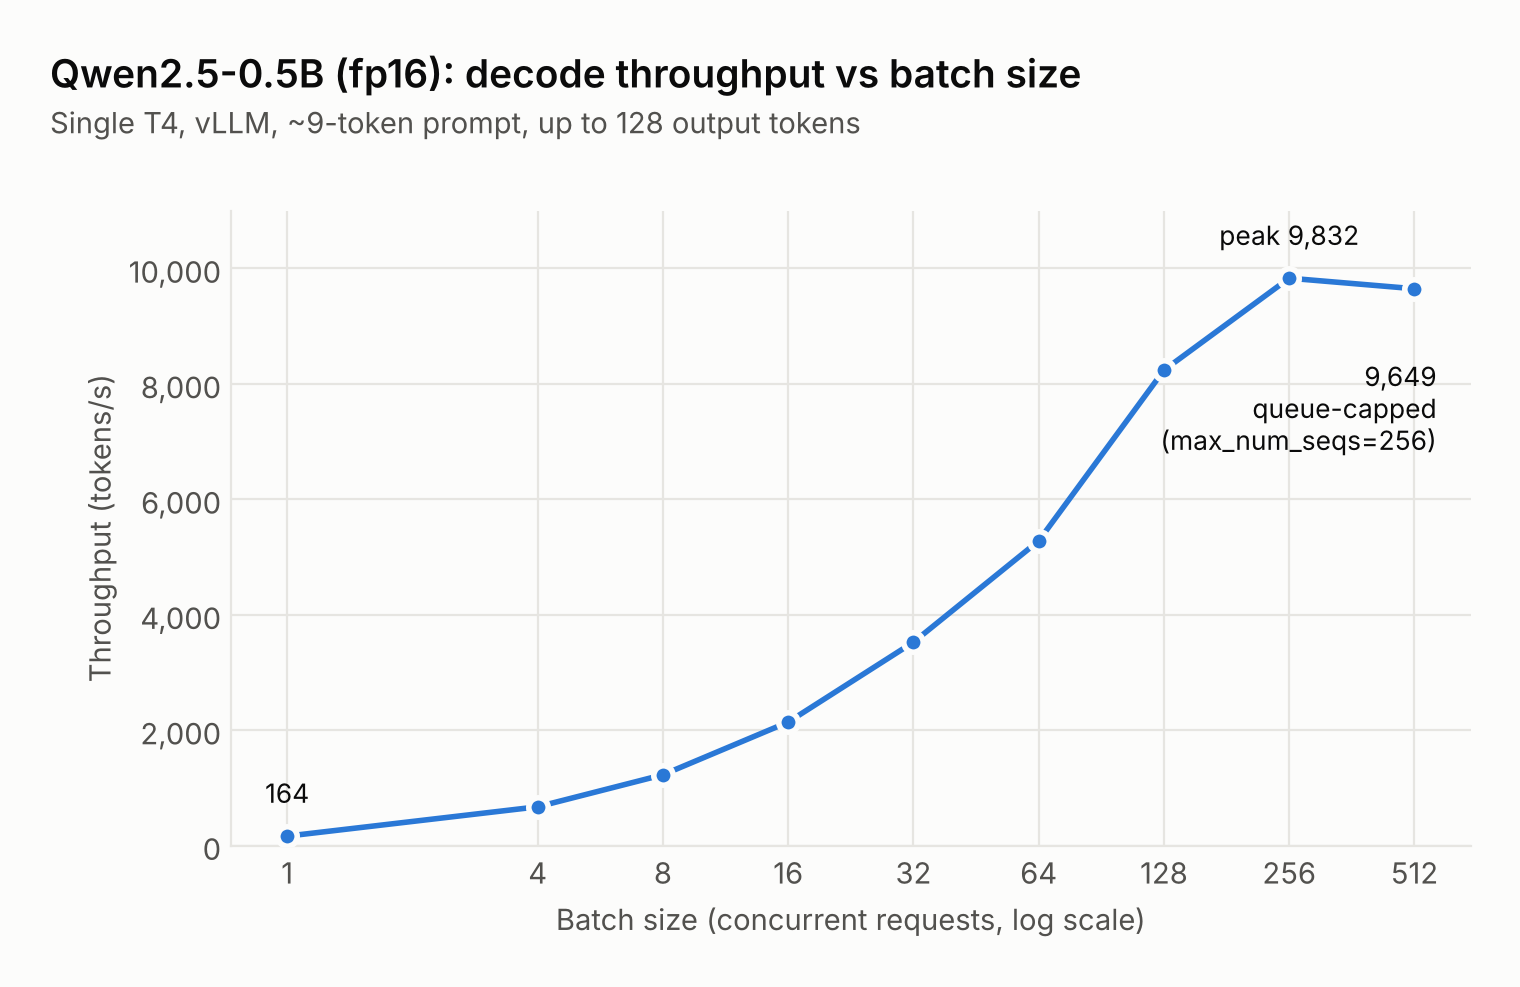 Qwen2.5-0.5B (fp16): decode throughput vs batch size
Single T4, vLLM, ~9-token prompt, up to 128 output tokens
peak 9,832
10,000
9,649
8,000
queue-capped
(max_num_seqs=256)
6,000
Throughput (tokens/s)
4,000
2,000
164
0
1 4 8 16 32 64 128 256 512
Batch size (concurrent requests, log scale)